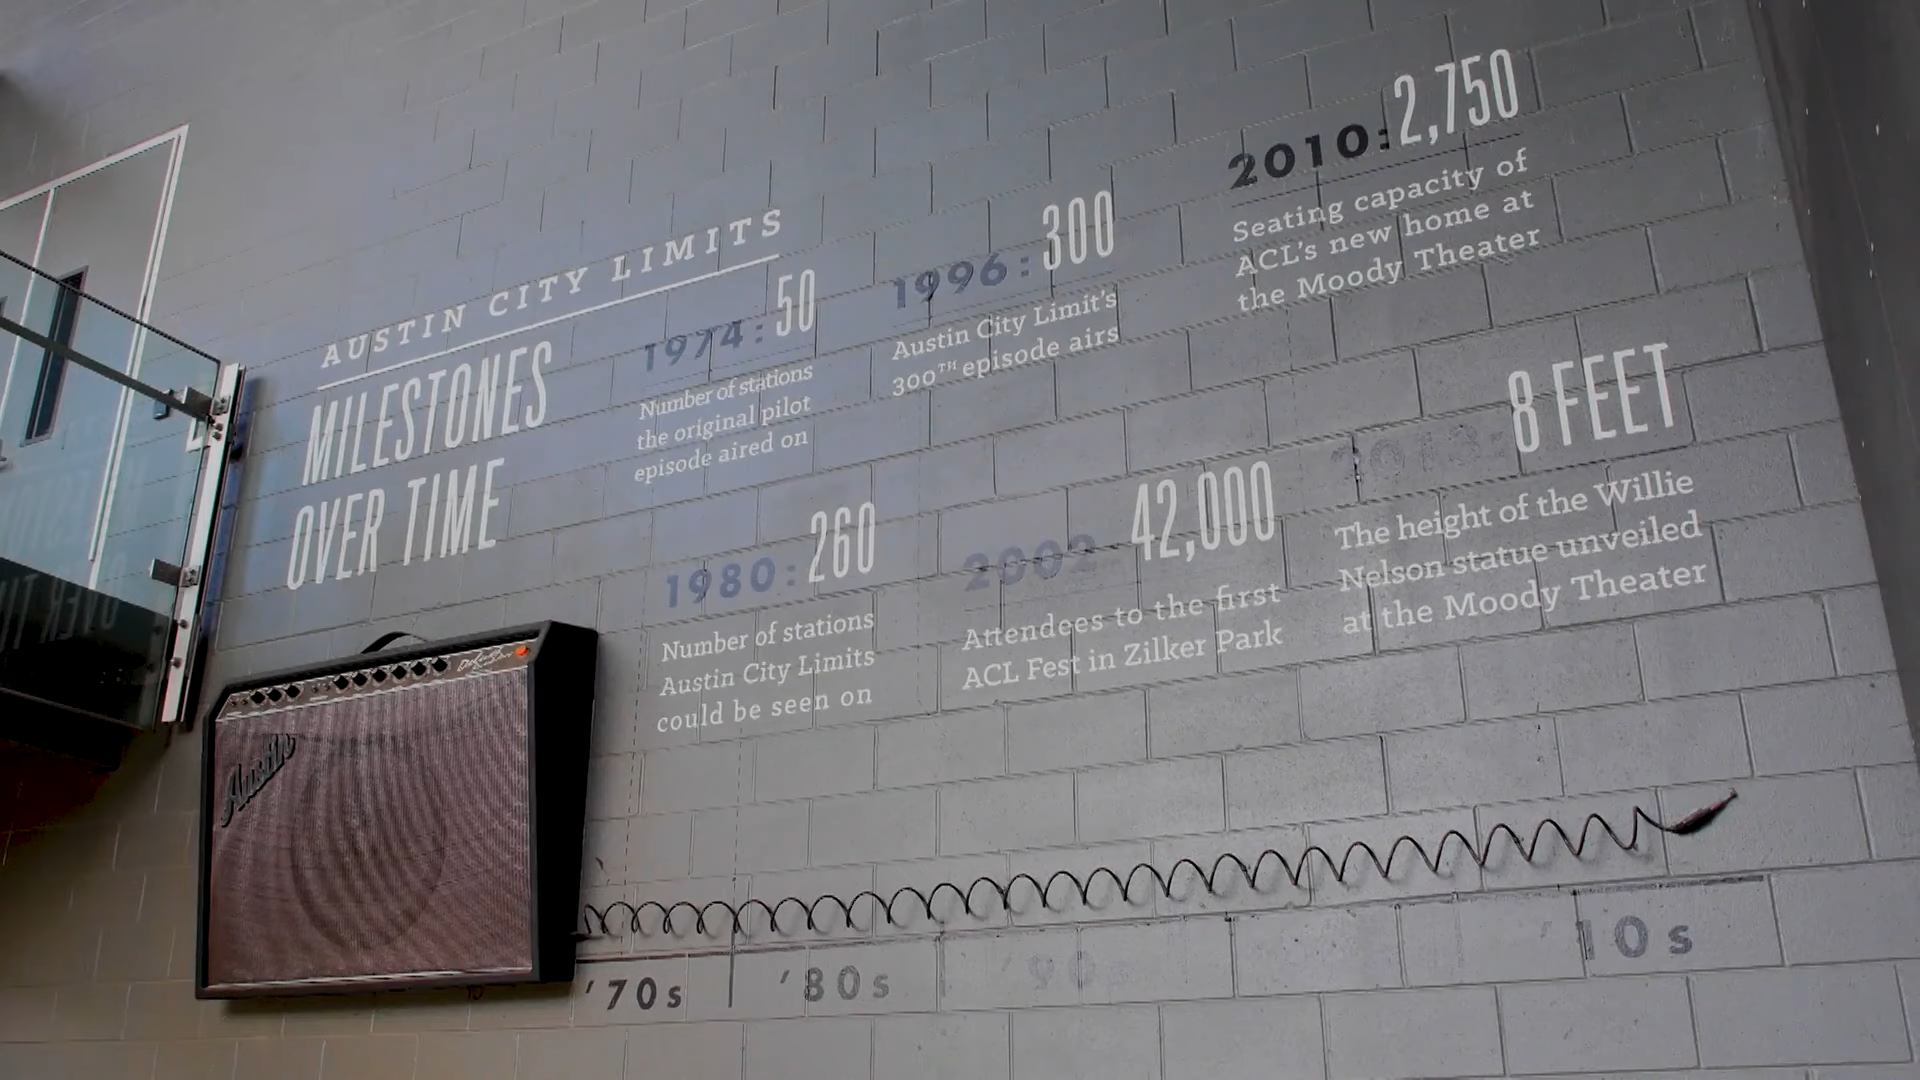 AUSTIN CITY LIMITS
MILESTONES
OVER TIME
1974: 50
Number of stations
the original pilot
episode aired on
1996: 300
Austin City Limit's
300TH episode airs
2010: 2,750
Seating capacity of
ACL's new home at
the Moody Theater
1980: 260
Number of stations
Austin City Limits
could be seen on
2002 42,000
Attendees to the first
ACL Fest in Zilker Park
8 FEET
The height of the Willie
Nelson statue unveiled
at the Moody Theater
Austin
'70s
'80s
'90s
'10s